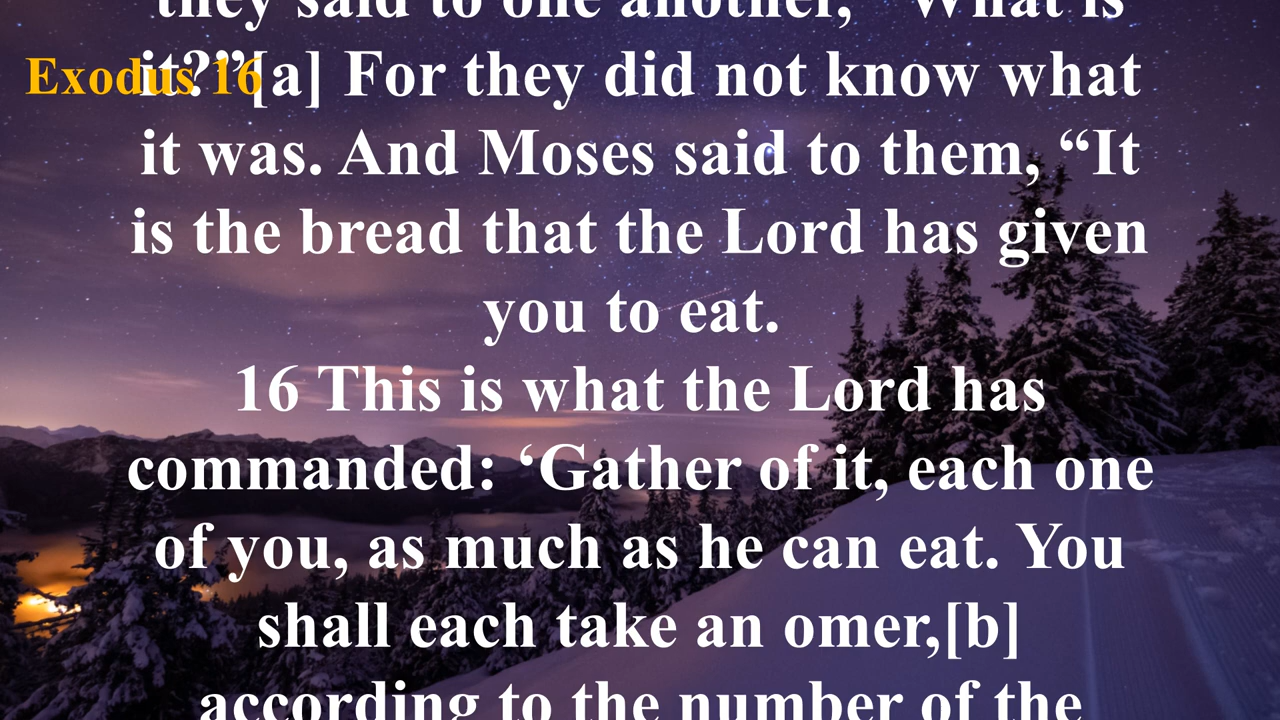 they said to one another, “What is
Exodus 16
it?”[a] For they did not know what
it was. And Moses said to them, “It
is the bread that the Lord has given
you to eat.
16 This is what the Lord has
commanded: ‘Gather of it, each one
of you, as much as he can eat. You
shall each take an omer,[b]
according to the number of the